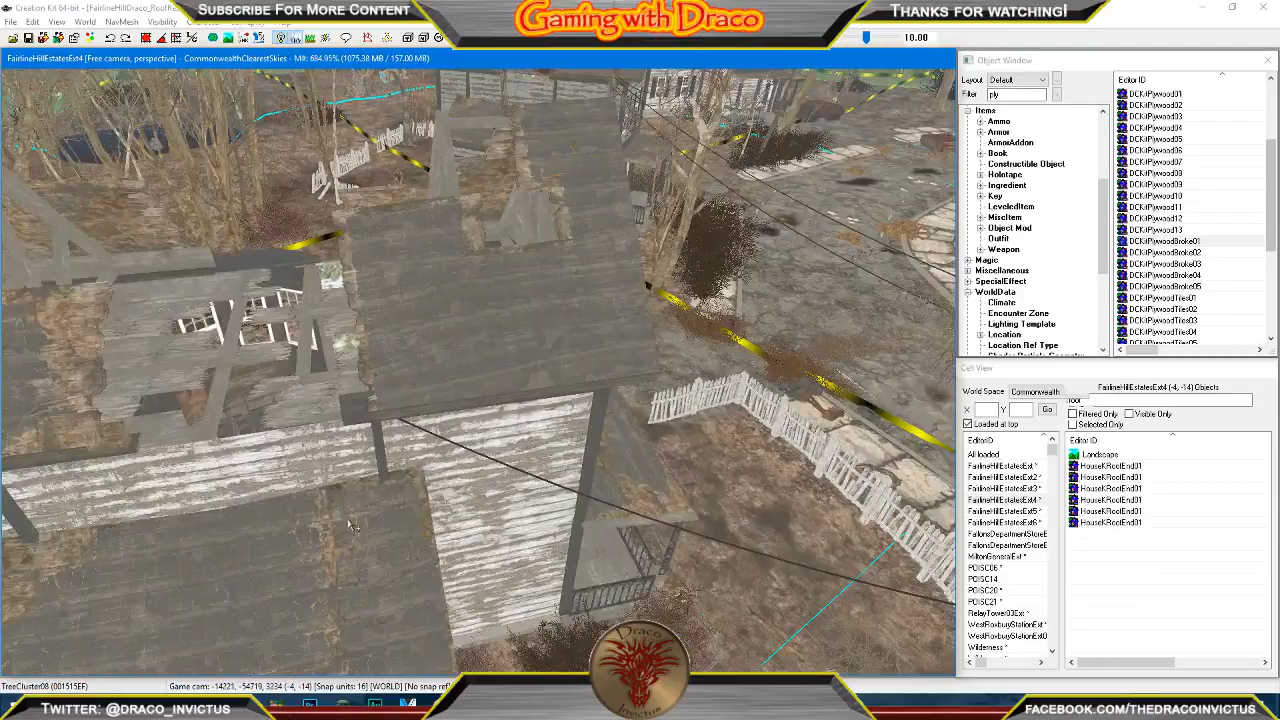 Creation Kit 64-bit - [FairlineHillDraco_RoofRe
SUBSCRIBE FOR MORE CONTENT
Gaming with Draco
THANKS FOR WATCHING!
File Edit View World NavMesh
10.00
FairlineHillEstatesExt4 [Free camera, perspective] - CommonwealthClearestSkies - M#: 684.95% (1075.38 MB / 157.00 MB)
Object Window
Layout Default
Filter ply
Editor ID
Items
Ammo
Armor
ArmorAddon
Book
Constructible Object
Holotape
Ingredient
Key
LeveledItem
MiscItem
Object Mod
Outfit
Weapon
Magic
Miscellaneous
SpecialEffect
WorldData
Climate
Encounter Zone
Lighting Template
Location
Location Ref Type
DCKitPlywood01
DCKitPlywood02
DCKitPlywood03
DCKitPlywood04
DCKitPlywood05
DCKitPlywood06
DCKitPlywood07
DCKitPlywood08
DCKitPlywood09
DCKitPlywood10
DCKitPlywood11
DCKitPlywood12
DCKitPlywood13
DCKitPlywoodBroke01
DCKitPlywoodBroke02
DCKitPlywoodBroke03
DCKitPlywoodBroke04
DCKitPlywoodBroke05
DCKitPlywoodTiles01
DCKitPlywoodTiles02
DCKitPlywoodTiles03
DCKitPlywoodTiles04
DCKitPlywoodTiles05
Cell View
World Space Commonwealth
FairlineHillEstatesExt4 (-4, -14) Objects
X Y Go
Loaded at top
Filtered Only Visible Only
Selected Only
EditorID
All loaded
FairlineHillEstatesExt *
FairlineHillEstatesExt2
FairlineHillEstatesExt3 *
FairlineHillEstatesExt4 *
FairlineHillEstatesExt5 *
FairlineHillEstatesExt6 *
FallonsDepartmentStoreE
FallonsDepartmentStoreE
MiltonGeneralExt *
POISC06 *
POISC14
POISC20 *
POISC21 *
RelayTower03Ext *
WestRoxburyStationExt
WestRoxburyStationExt0
Wilderness *
Editor ID
Landscape
HouseKRoofEnd01
HouseKRoofEnd01
HouseKRoofEnd01
HouseKRoofEnd01
HouseKRoofEnd01
HouseKRoofEnd01
TreeCluster08 (001515EF)
Game cam: -14221, -54719, 3234 (-4, -14) [Snap units: 16] [WORLD] [No snap ref
Draco
Invictus
TWITTER: @DRACO_INVICTUS
FACEBOOK.COM/THEDRACOINVICTUS